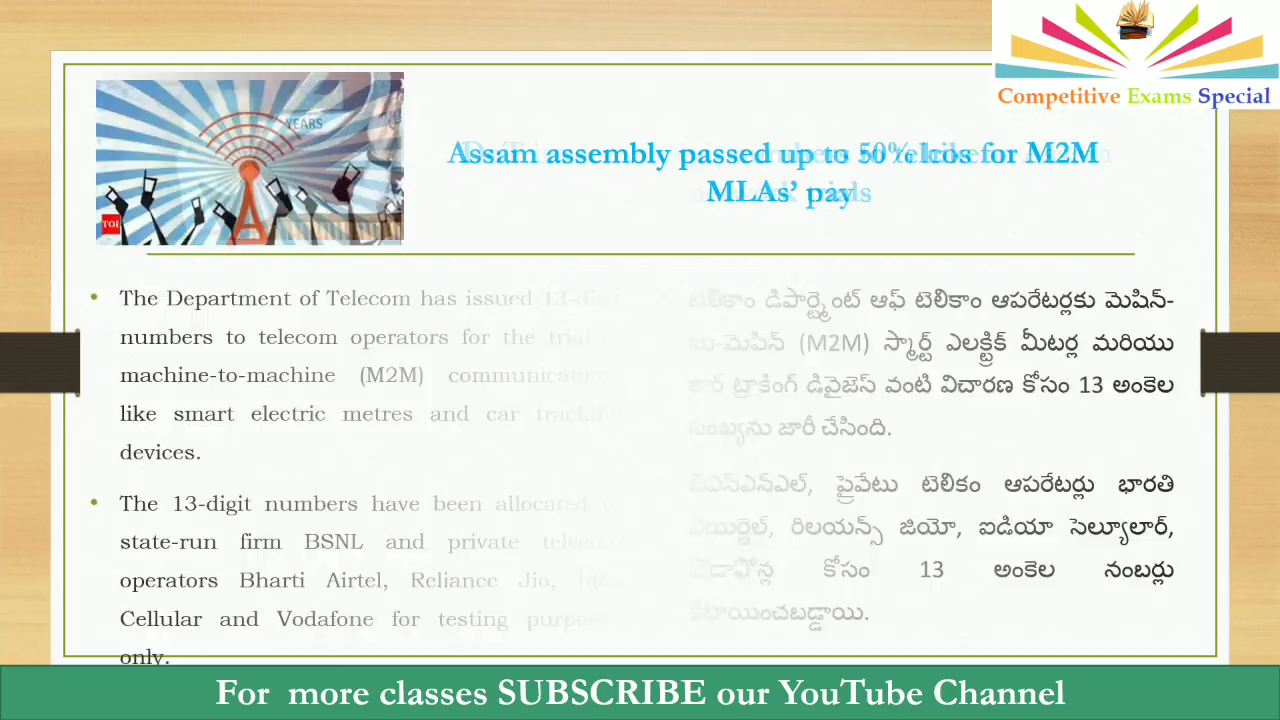 Competitive Exams Special
YEARS
Assam assembly passed up to 50% for M2M
MLAs’ pay
TOI
• The Department of Telecom has issued 13-digit
numbers to telecom operators for the trial
machine-to-machine (M2M) communications
like smart electric metres and car tracking
devices.
• The 13-digit numbers have been allocated
state-run firm BSNL and private telecom
operators Bharti Airtel, Reliance Jio, Idea
Cellular and Vodafone for testing purposes
only.
టెలికాం డిపార్ట్మెంట్ ఆఫ్ టెలికాం ఆపరేటర్లకు మెషిన్-
టు-మెషిన్ (M2M) స్మార్ట్ ఎలక్ట్రిక్ మీటర్ల మరియు
కార్ ట్రాకింగ్ డివైజెస్ వంటి విచారణ కోసం 13 అంకెల
సంఖ్యను జారీ చేసింది.
బిఎస్ఎన్ఎల్, ప్రైవేటు టెలికం ఆపరేటర్లు భారతి
ఎయిర్టెల్, రిలయన్స్ జియో, ఐడియా సెల్యూలార్,
వొడాఫోన్ల కోసం 13 అంకెల నంబర్లు
కేటాయించబడ్డాయి.
For more classes SUBSCRIBE our YouTube Channel